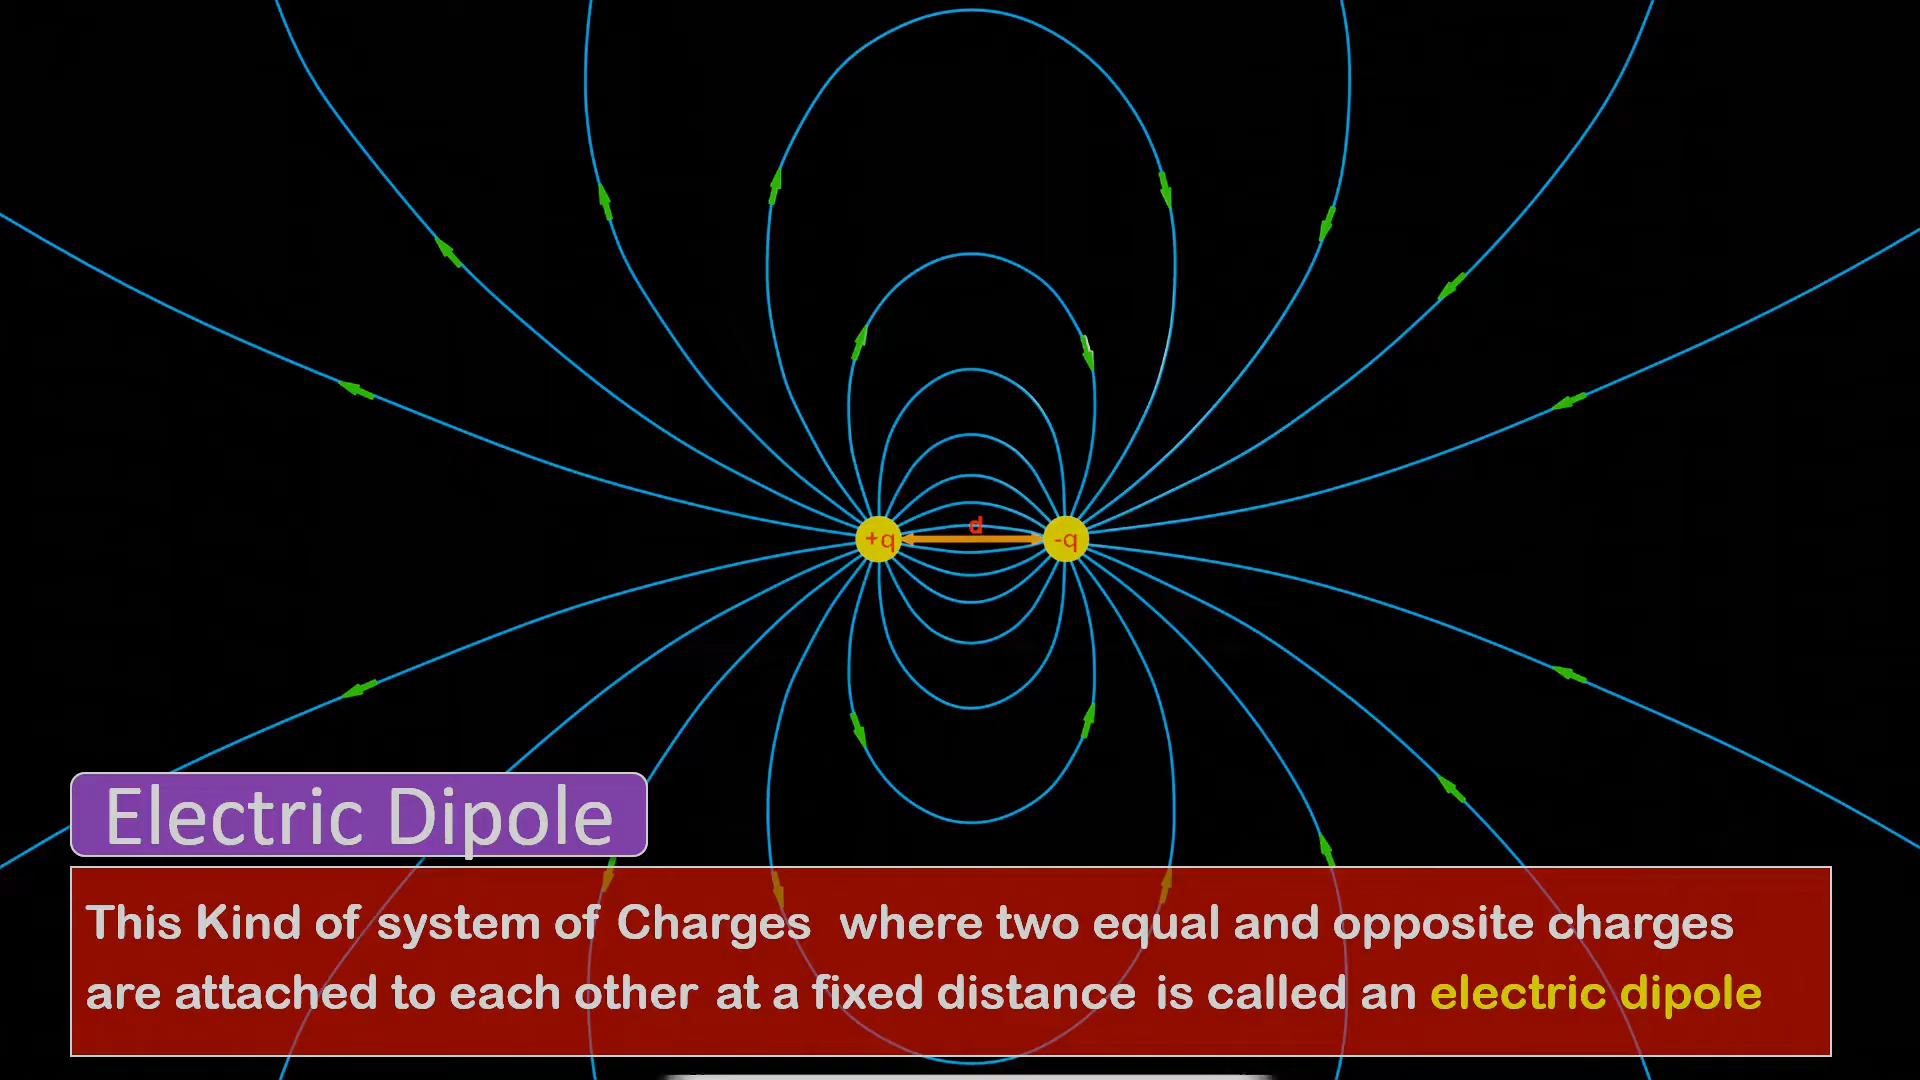 d
+q
-q
Electric Dipole
This Kind of system of Charges where two equal and opposite charges
are attached to each other at a fixed distance is called an electric dipole